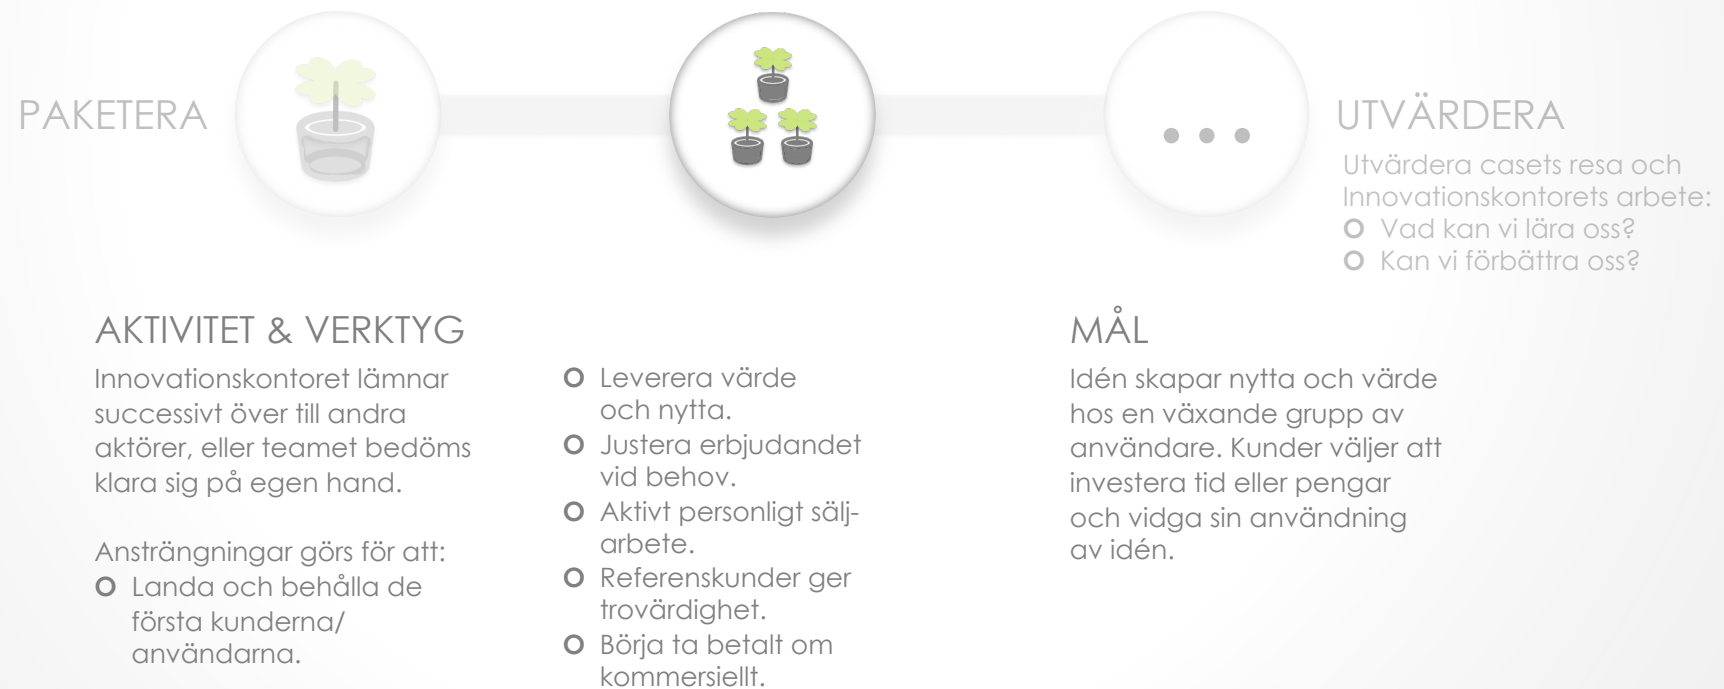 PAKETERA
UTVÄRDERA
Utvärdera casets resa och
Innovationskontorets arbete:
Vad kan vi lära oss?
Kan vi förbättra oss?
AKTIVITET & VERKTYG
Innovationskontoret lämnar
successivt över till andra
aktörer, eller teamet bedöms
klara sig på egen hand.
Ansträngningar görs för att:
Landa och behålla de
första kunderna/
användarna.
Leverera värde
och nytta.
Justera erbjudandet
vid behov.
Aktivt personligt sälj-
arbete.
Referenskunder ger
trovärdighet.
Börja ta betalt om
kommersiellt.
MÅL
Idén skapar nytta och värde
hos en växande grupp av
användare. Kunder väljer att
investera tid eller pengar
och vidga sin användning
av idén.